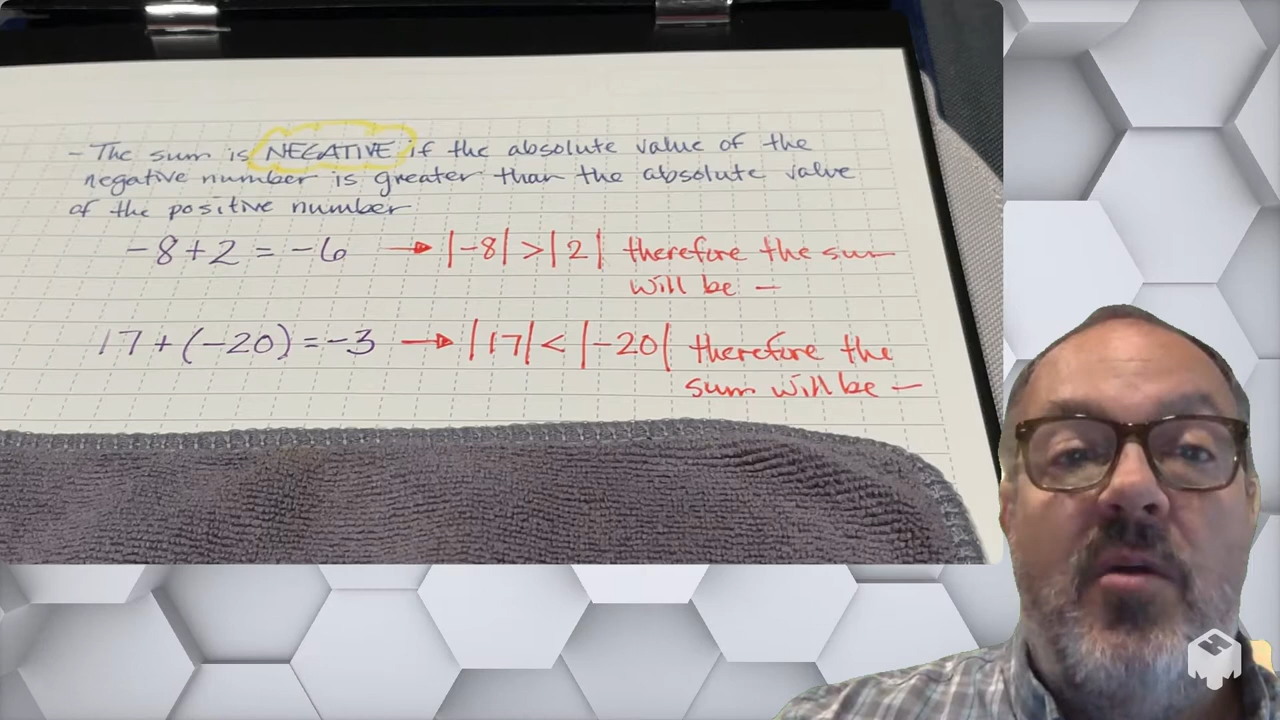 - The sum is NEGATIVE if the absolute value of the
negative number is greater than the absolute value
of the positive number
-8+2 = -6 → |-8| > |2| therefore the sum
will be -
17+(-20) = -3 → |17| < |-20| therefore the
sum will be -